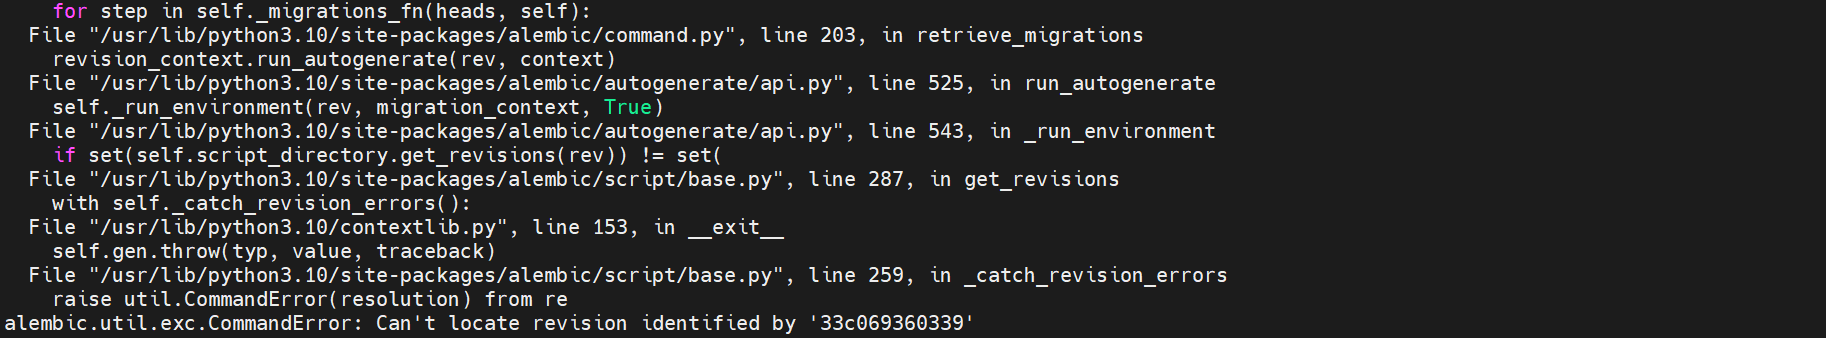 for step in self._migrations_fn(heads, self):
File "/usr/lib/python3.10/site-packages/alembic/command.py", line 203, in retrieve_migrations
revision_context.run_autogenerate(rev, context)
File "/usr/lib/python3.10/site-packages/alembic/autogenerate/api.py", line 525, in run_autogenerate
self._run_environment(rev, migration_context, True)
File "/usr/lib/python3.10/site-packages/alembic/autogenerate/api.py", line 543, in _run_environment
if set(self.script_directory.get_revisions(rev)) != set(
File "/usr/lib/python3.10/site-packages/alembic/script/base.py", line 287, in get_revisions
with self._catch_revision_errors():
File "/usr/lib/python3.10/contextlib.py", line 153, in __exit__
self.gen.throw(typ, value, traceback)
File "/usr/lib/python3.10/site-packages/alembic/script/base.py", line 259, in _catch_revision_errors
raise util.CommandError(resolution) from re
alembic.util.exc.CommandError: Can't locate revision identified by '33c069360339'